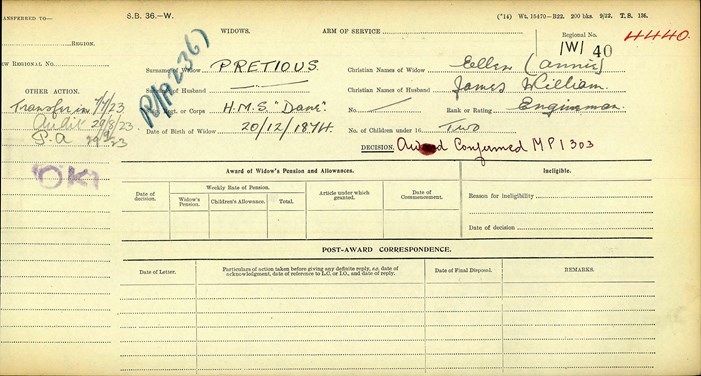 TRANSFERRED TO—
REGION.
NEW REGIONAL NO.
OTHER ACTION.
Transfer in 1/7/23
Audit 29/8/23
P.a
OK
S.B. 36.—W.
WIDOWS.
ARM OF SERVICE
('14) Wt. 15470—B22. 200 bks. 9/22. T.S. 136.
Regional No.
1W1 40
4440.
Surname of Widow PRETIOUS
Christian Names of Widow Ellen (Annie)
Surname of Husband
Christian Names of Husband James William
Regt. or Corps H.M.S. "Dane"
No.
Rank or Rating Engineman.
Date of Birth of Widow 20/12/1874.
No. of Children under 16 Two
DECISION. Award Confirmed MP1303
Award of Widow's Pension and Allowances.
Ineligible.
Date of decision.
Weekly Rate of Pension.
Widow's Pension.
Children's Allowance.
Total.
Article under which granted.
Date of Commencement.
Reason for ineligibility
Date of decision
POST-AWARD CORRESPONDENCE.
Date of Letter.
Particulars of action taken before giving any definite reply, e.g. date of acknowledgment, date of reference to L.C. or I.O., and date of reply.
Date of Final Disposal.
REMARKS.